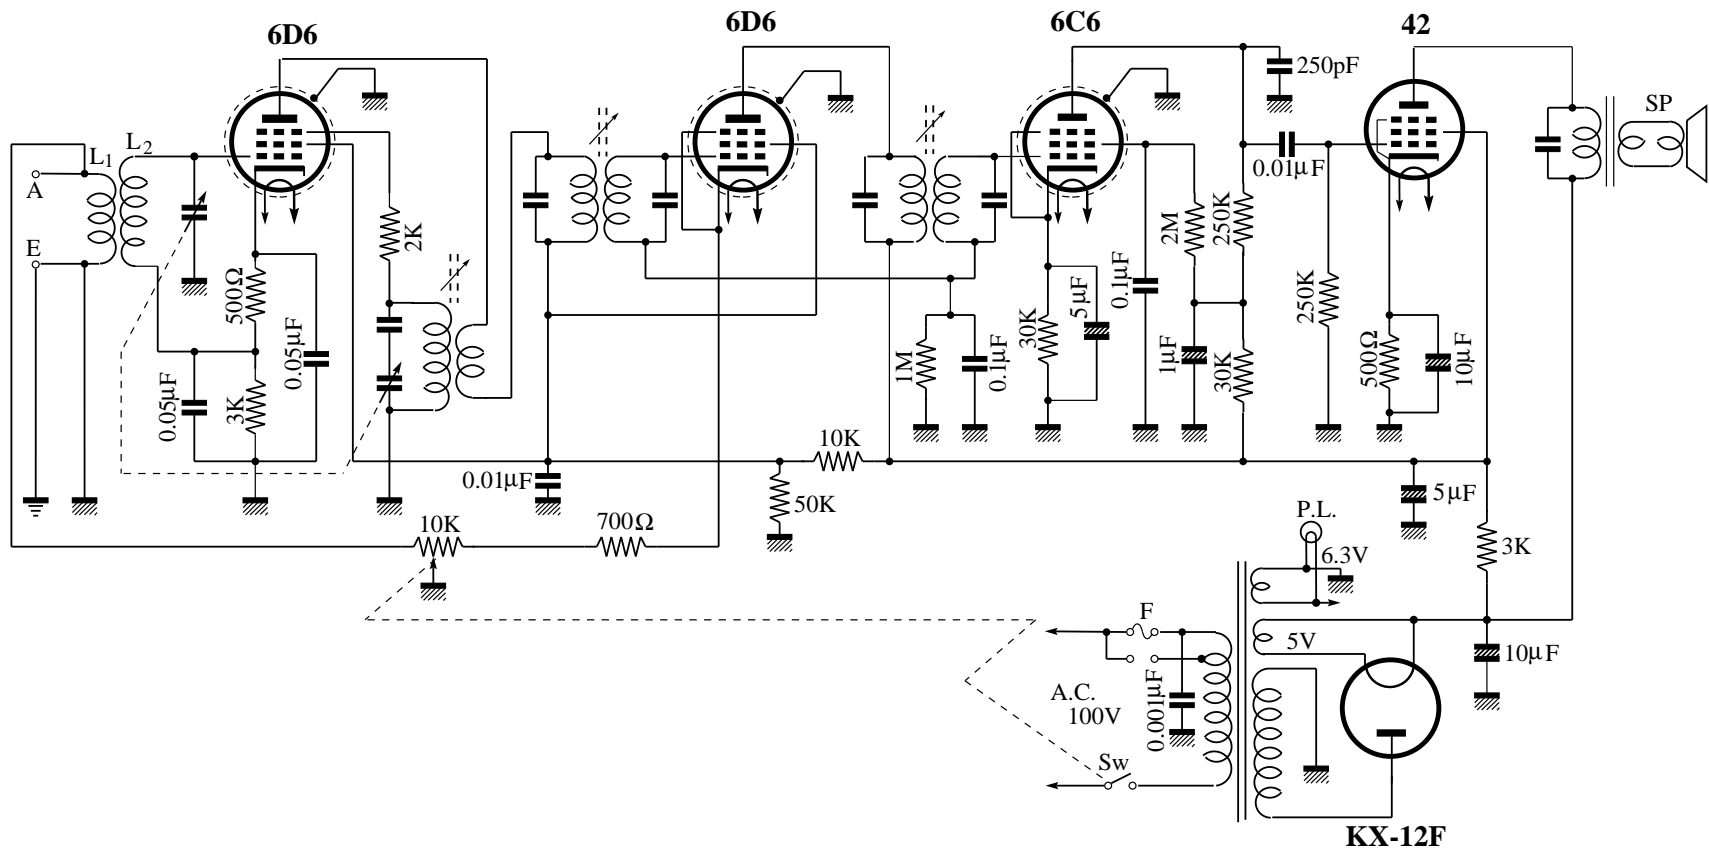 6D6
6D6
6C6
42
250pF
SP
L1
L2
A
0.01μF
2K
2M
250K
E
500Ω
0.1μF
250K
5μF
0.05μF
30K
1M
0.1μF
1μF
30K
500Ω
10μF
0.05μF
3K
10K
0.01μF
50K
5μF
10K
700Ω
P.L.
6.3V
3K
F
5V
10μF
A.C.
100V
0.001μF
Sw
KX-12F